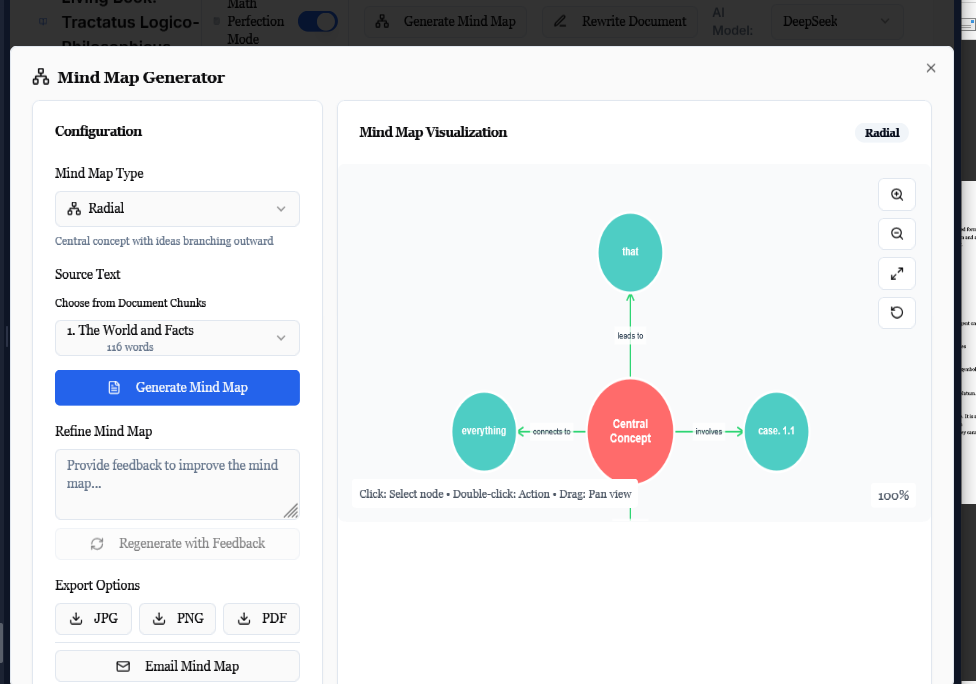 Living Book:
Tractatus Logico-
Philosophicus
Math
Perfection
Mode
Generate Mind Map
Rewrite Document
AI
Model:
DeepSeek
Mind Map Generator
Configuration
Mind Map Type
Radial
Central concept with ideas branching outward
Source Text
Choose from Document Chunks
1. The World and Facts
116 words
Generate Mind Map
Refine Mind Map
Provide feedback to improve the mind
map...
Regenerate with Feedback
Export Options
JPG
PNG
PDF
Email Mind Map
Mind Map Visualization
Radial
that
leads to
everything
connects to
Central
Concept
involves
case. 1.1
Click: Select node • Double-click: Action • Drag: Pan view
100%